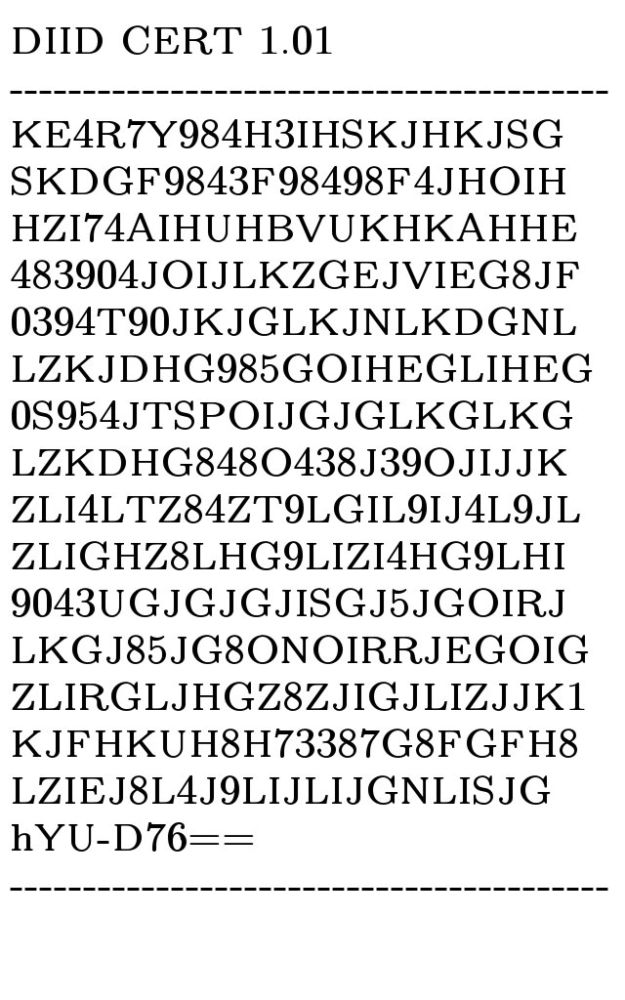 DIID CERT 1.01
-----------------------------------------
KE4R7Y984H3IHSKJHKJSG
SKDGF9843F98498F4JHOIH
HZI74AIHUHBVUKHKAHHE
483904JOIJLKZGEJVIEG8JF
0394T90JKJGLKJNLKDGNL
LZKJDHG985GOIHEGLIHEG
0S954JTSPOIJGJGLKGLKG
LZKDHG848O438J39OJIJJK
ZLI4LTZ84ZT9LGIL9IJ4L9JL
ZLIGHZ8LHG9LIZI4HG9LHI
9043UGJGJGJISGJ5JGOIRJ
LKGJ85JG8ONOIRRJEGOIG
ZLIRGLJHGZ8ZJIGJLIZJJK1
KJFHKUH8H73387G8FGFH8
LZIEJ8L4J9LIJLIJGNLISJG
hYU-D76==
-----------------------------------------